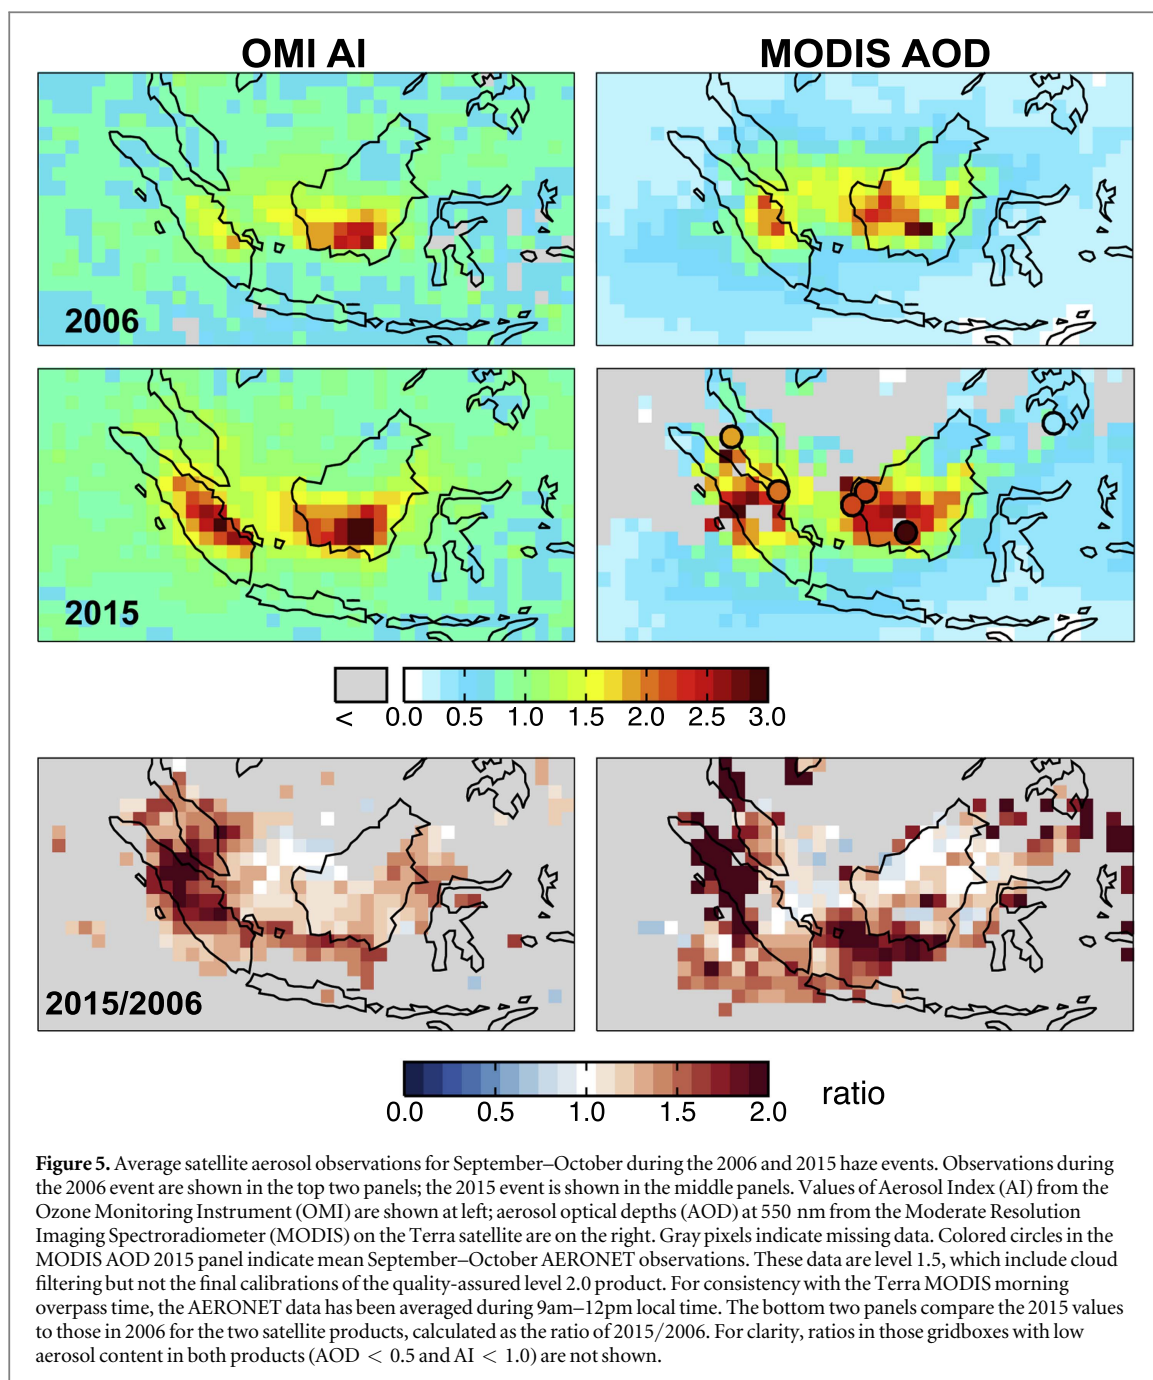 OMI AI
MODIS AOD
2006
2015
<
0.0 0.5 1.0 1.5 2.0 2.5 3.0
2015/2006
0.0 0.5 1.0 1.5 2.0
ratio
Figure 5. Average satellite aerosol observations for September–October during the 2006 and 2015 haze events. Observations during
the 2006 event are shown in the top two panels; the 2015 event is shown in the middle panels. Values of Aerosol Index (AI) from the
Ozone Monitoring Instrument (OMI) are shown at left; aerosol optical depths (AOD) at 550 nm from the Moderate Resolution
Imaging Spectroradiometer (MODIS) on the Terra satellite are on the right. Gray pixels indicate missing data. Colored circles in the
MODIS AOD 2015 panel indicate mean September–October AERONET observations. These data are level 1.5, which include cloud
filtering but not the final calibrations of the quality-assured level 2.0 product. For consistency with the Terra MODIS morning
overpass time, the AERONET data has been averaged during 9am–12pm local time. The bottom two panels compare the 2015 values
to those in 2006 for the two satellite products, calculated as the ratio of 2015/2006. For clarity, ratios in those gridboxes with low
aerosol content in both products (AOD < 0.5 and AI < 1.0) are not shown.